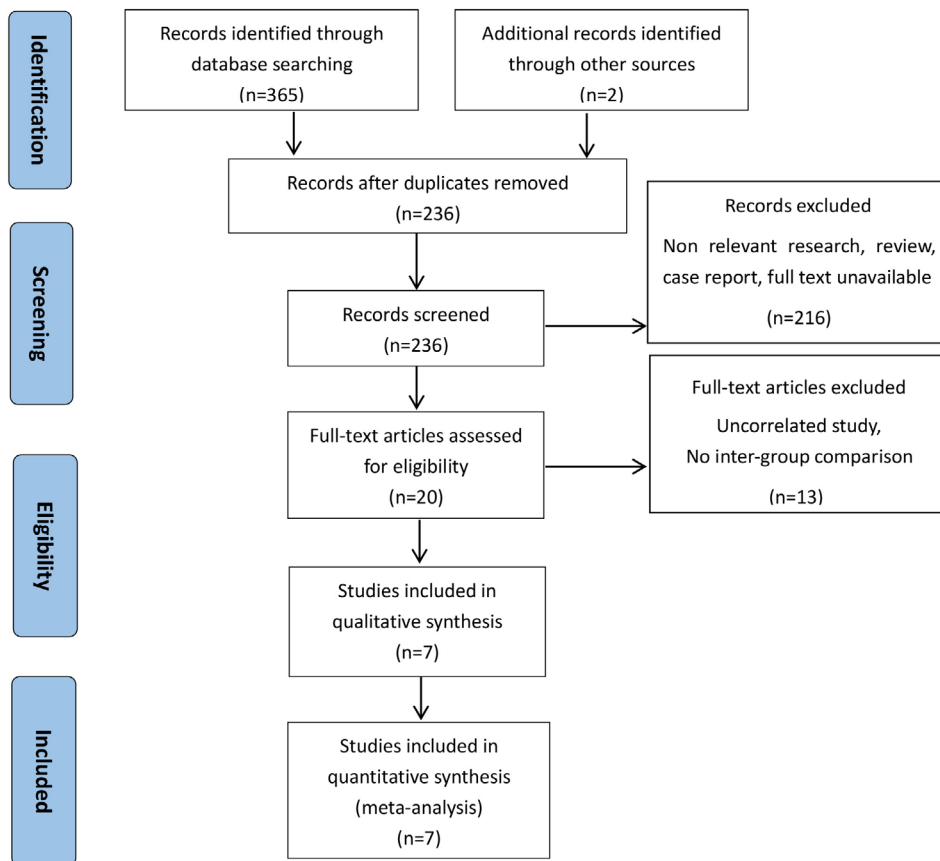 Identification
Records identified through
database searching
(n=365)
Additional records identified
through other sources
(n=2)
Records after duplicates removed
(n=236)
Screening
Records screened
(n=236)
Records excluded
Non relevant research, review,
case report, full text unavailable
(n=216)
Eligibility
Full-text articles assessed
for eligibility
(n=20)
Full-text articles excluded
Uncorrelated study,
No inter-group comparison
(n=13)
Studies included in
qualitative synthesis
(n=7)
Included
Studies included in
quantitative synthesis
(meta-analysis)
(n=7)